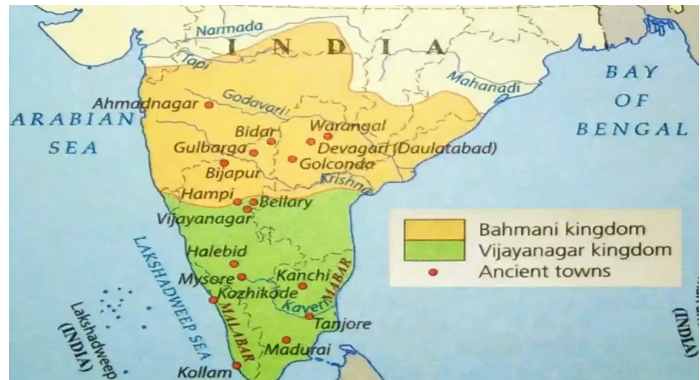 Narmada
INDIA
Tapi
Mahanadi
Ahmadnagar
Godavari
ARABIAN
SEA
BAY
OF
BENGAL
Warangal
Bidar
Devagari (Daulatabad)
Gulbarga
Golconda
Bijapur
Krishna
Hampi
Bellary
Vijayanagar
Bahmani kingdom
Vijayanagar kingdom
Ancient towns
Halebid
LAKSHADWEEP SEA
Mysore
Kanchi
MABAR
Kozhikode
Kaveri
MALABAR
Tanjore
Lakshadweep
(INDIA)
Madurai
Kollam
(INDIA)